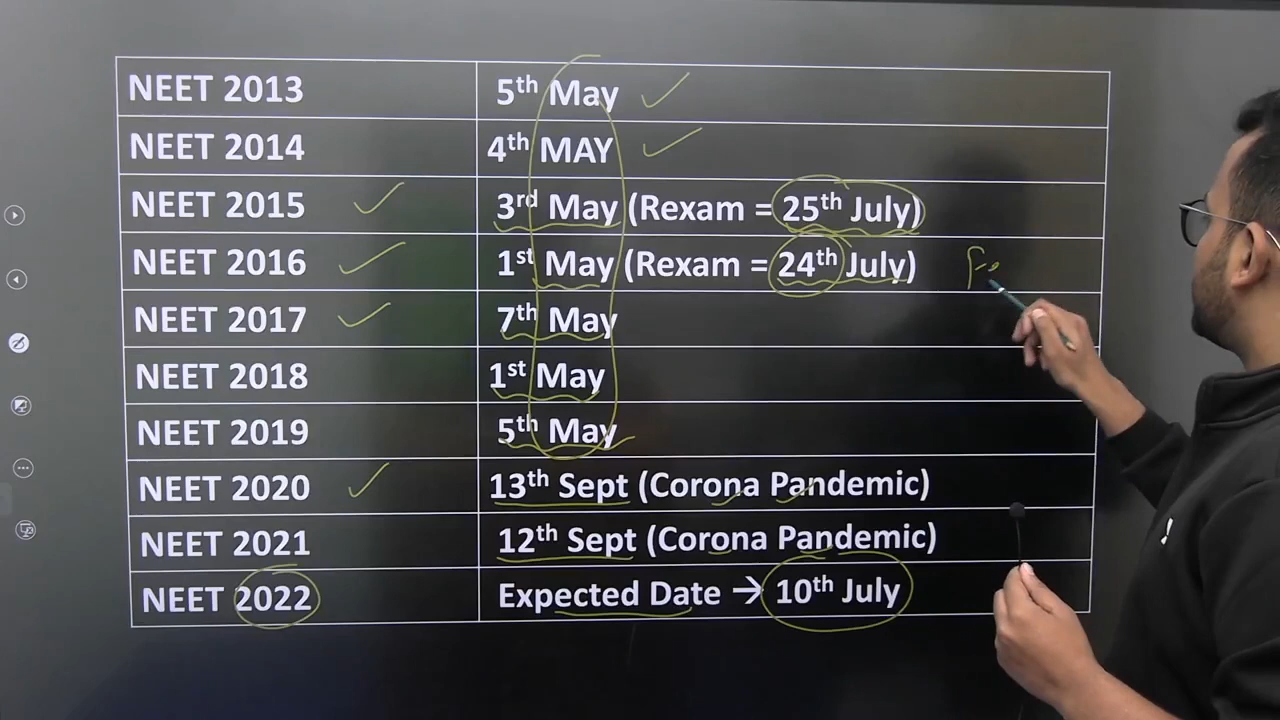 NEET 2013 5th May
NEET 2014 4th MAY
NEET 2015 3rd May (Rexam = 25th July)
NEET 2016 1st May (Rexam = 24th July)
NEET 2017 7th May
NEET 2018 1st May
NEET 2019 5th May
NEET 2020 13th Sept (Corona Pandemic)
NEET 2021 12th Sept (Corona Pandemic)
NEET 2022 Expected Date → 10th July